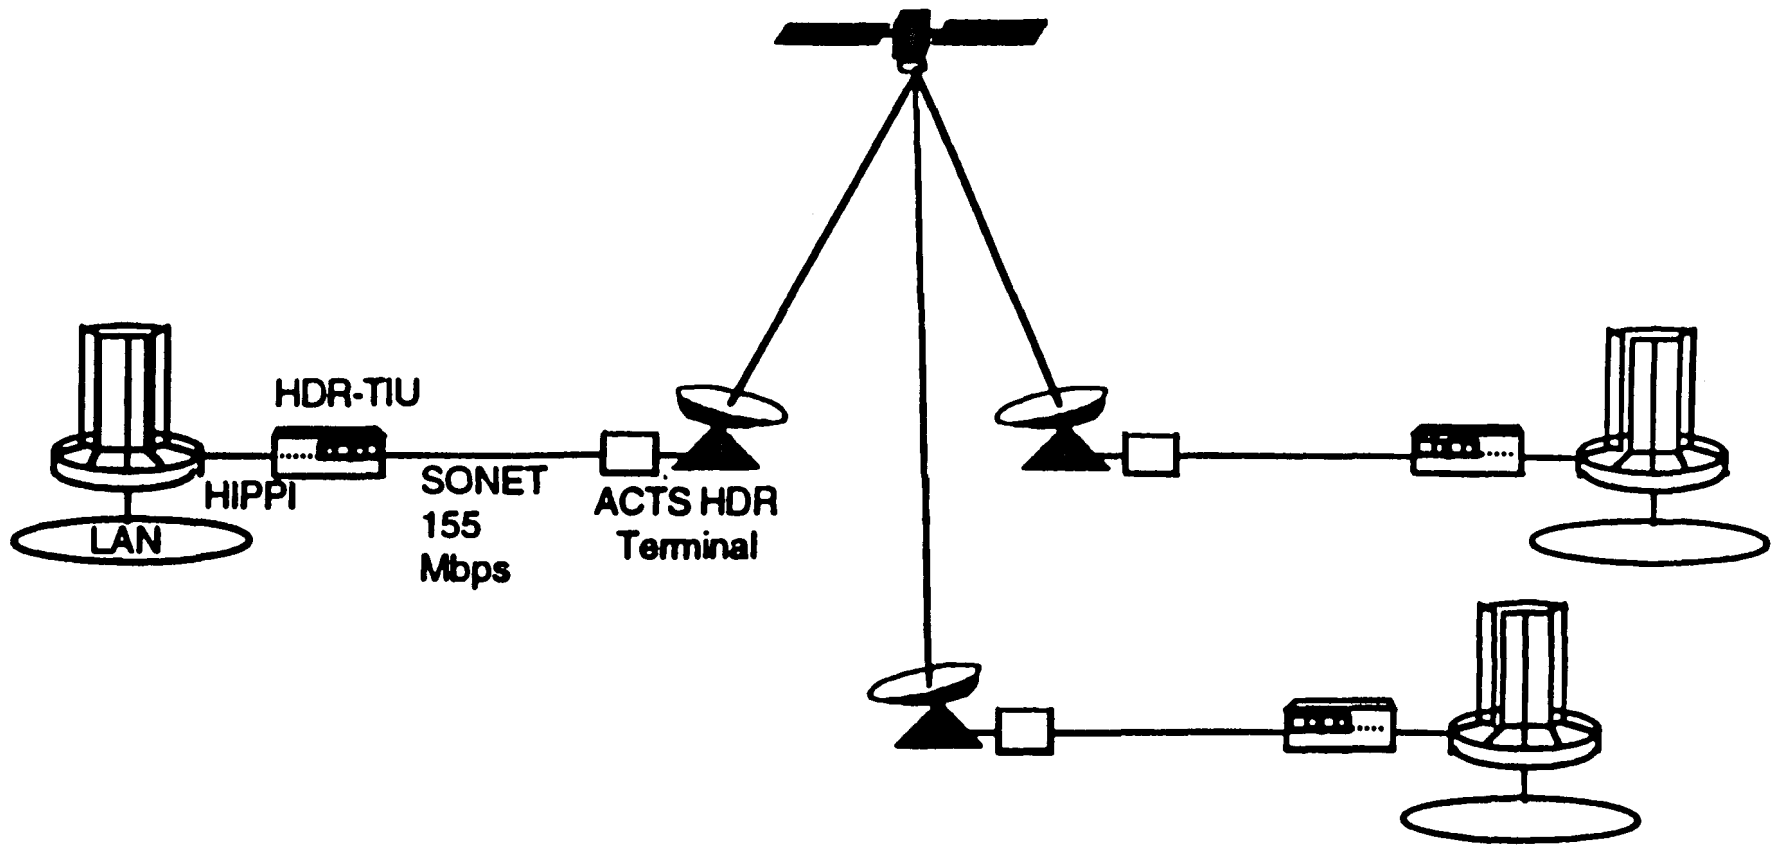 HDR-TIU
HIPPI
SONET
155
Mbps
ACTS HDR
Terminal
LAN